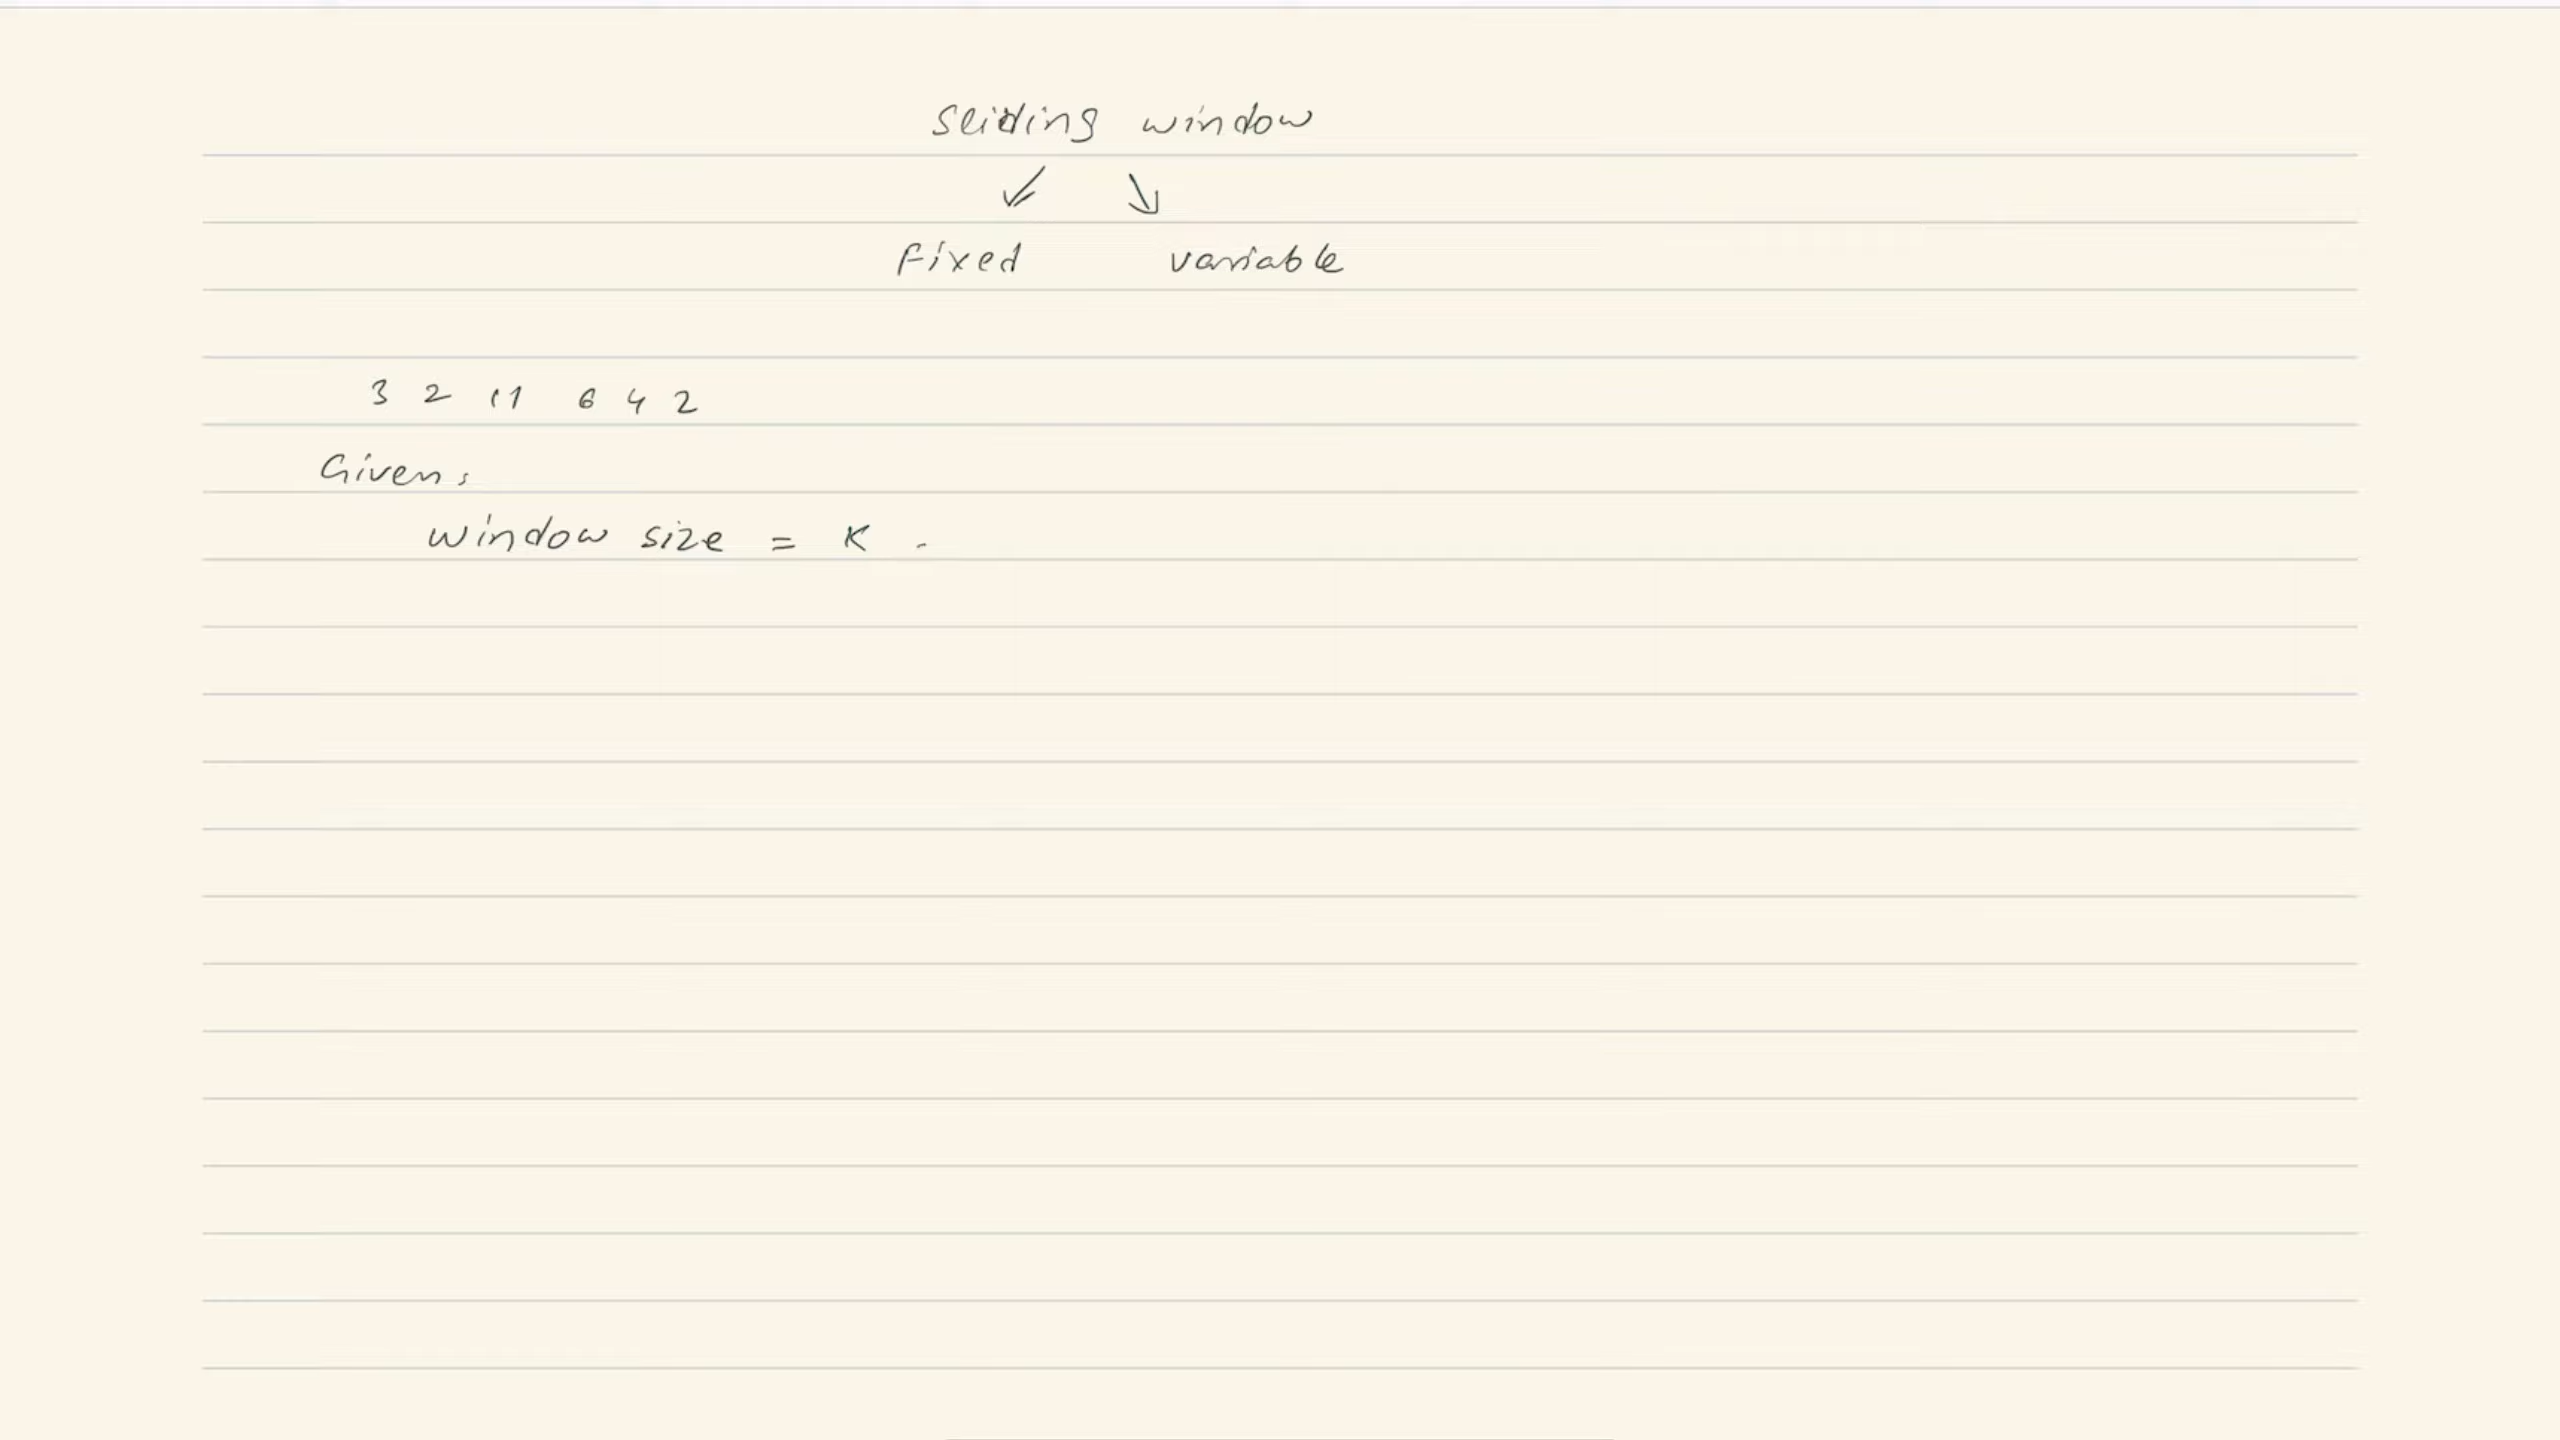 Sliding window
Fixed variable
3 2 11 6 4 2
Given,
window size = K .